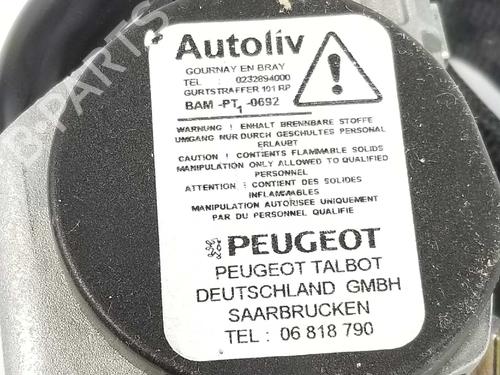 Autoliv
GOURNAY EN BRAY
TEL : 0232894000
GURTSTRAFFER 101 RP
BAM -PT1-0692
WARNUNG ! ENHALT BRENNBARE STOFFE
UMGANG NUR DURCH GESCHULTES PERSONAL
ERLAUBT
CAUTION ! CONTIENTS FLAMMABLE SOLIDS
MANIPULATION ONLY ALLOWED TO QUALIFIED
PERSONNEL
ATTENTION : CONTIENT DES SOLIDES
INFLAMMABLES
MANIPULATION AUTORISEE UNIQUEMENT
PAR DU PERSONNEL QUALIFIE
PEUGEOT
PEUGEOT TALBOT
DEUTSCHLAND GMBH
SAARBRUCKEN
TEL : 06 818 790
PARTS